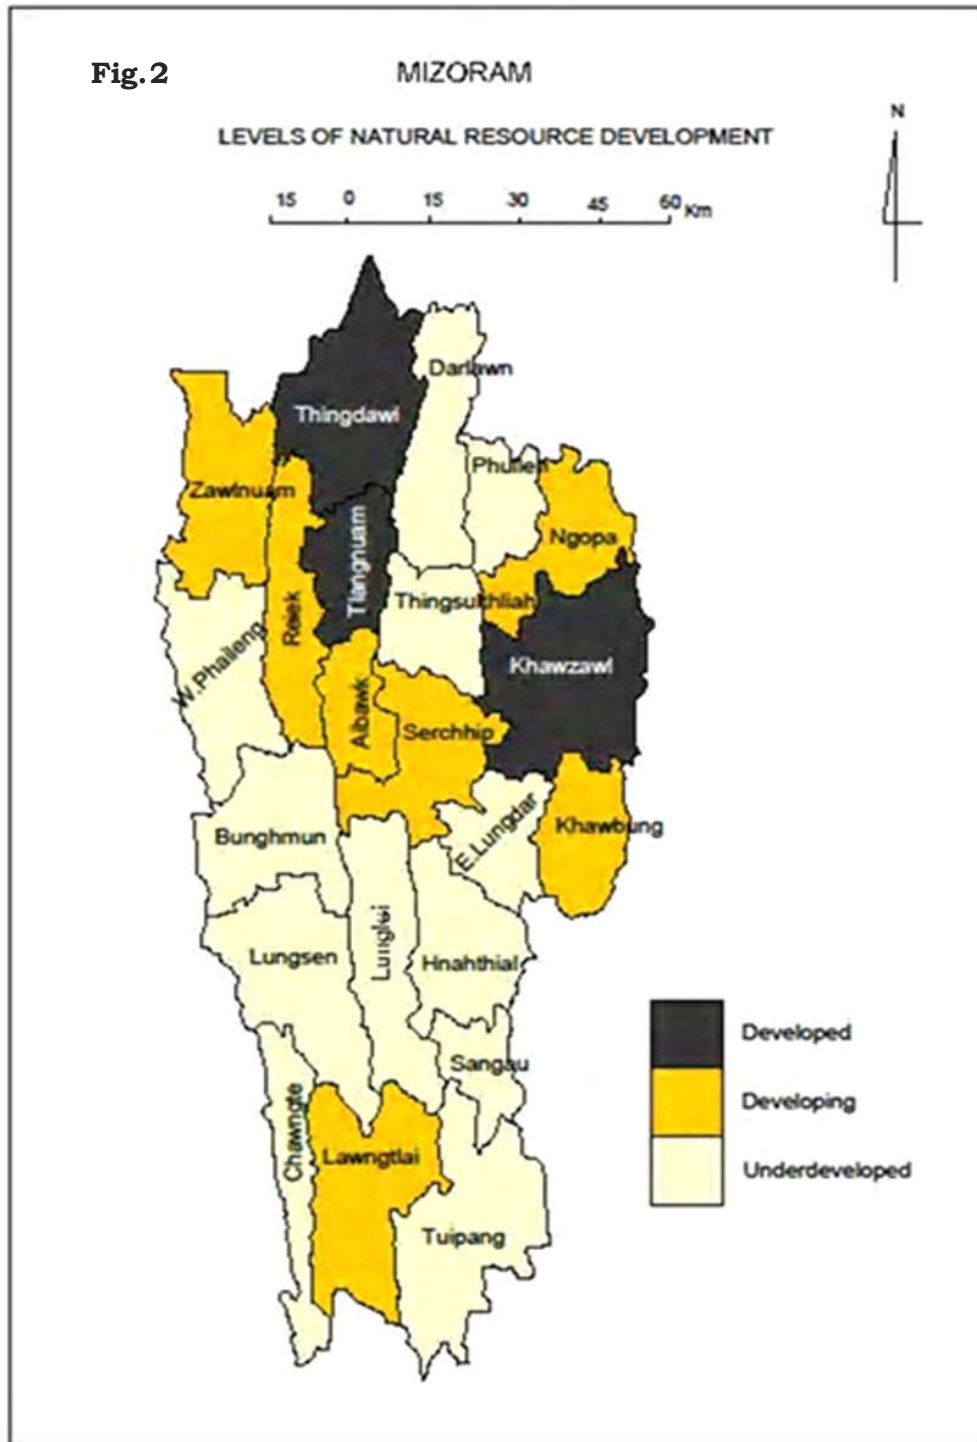 Fig.2
MIZORAM
N
LEVELS OF NATURAL RESOURCE DEVELOPMENT
15 0 15 30 45 60 Km
Darlawn
Thingdawl
Phullen
Zawlnuam
Ngopa
Tlangnuam
Thingsulthliah
Reiek
W.Phaileng
Khawzawl
Aibawk
Serchhip
Khawbung
Bunghmun
E.Lungdar
Lunglei
Lungsen
Hnahthial
Developed
Sangau
Developing
Chawngte
Lawngtlai
Underdeveloped
Tuipang